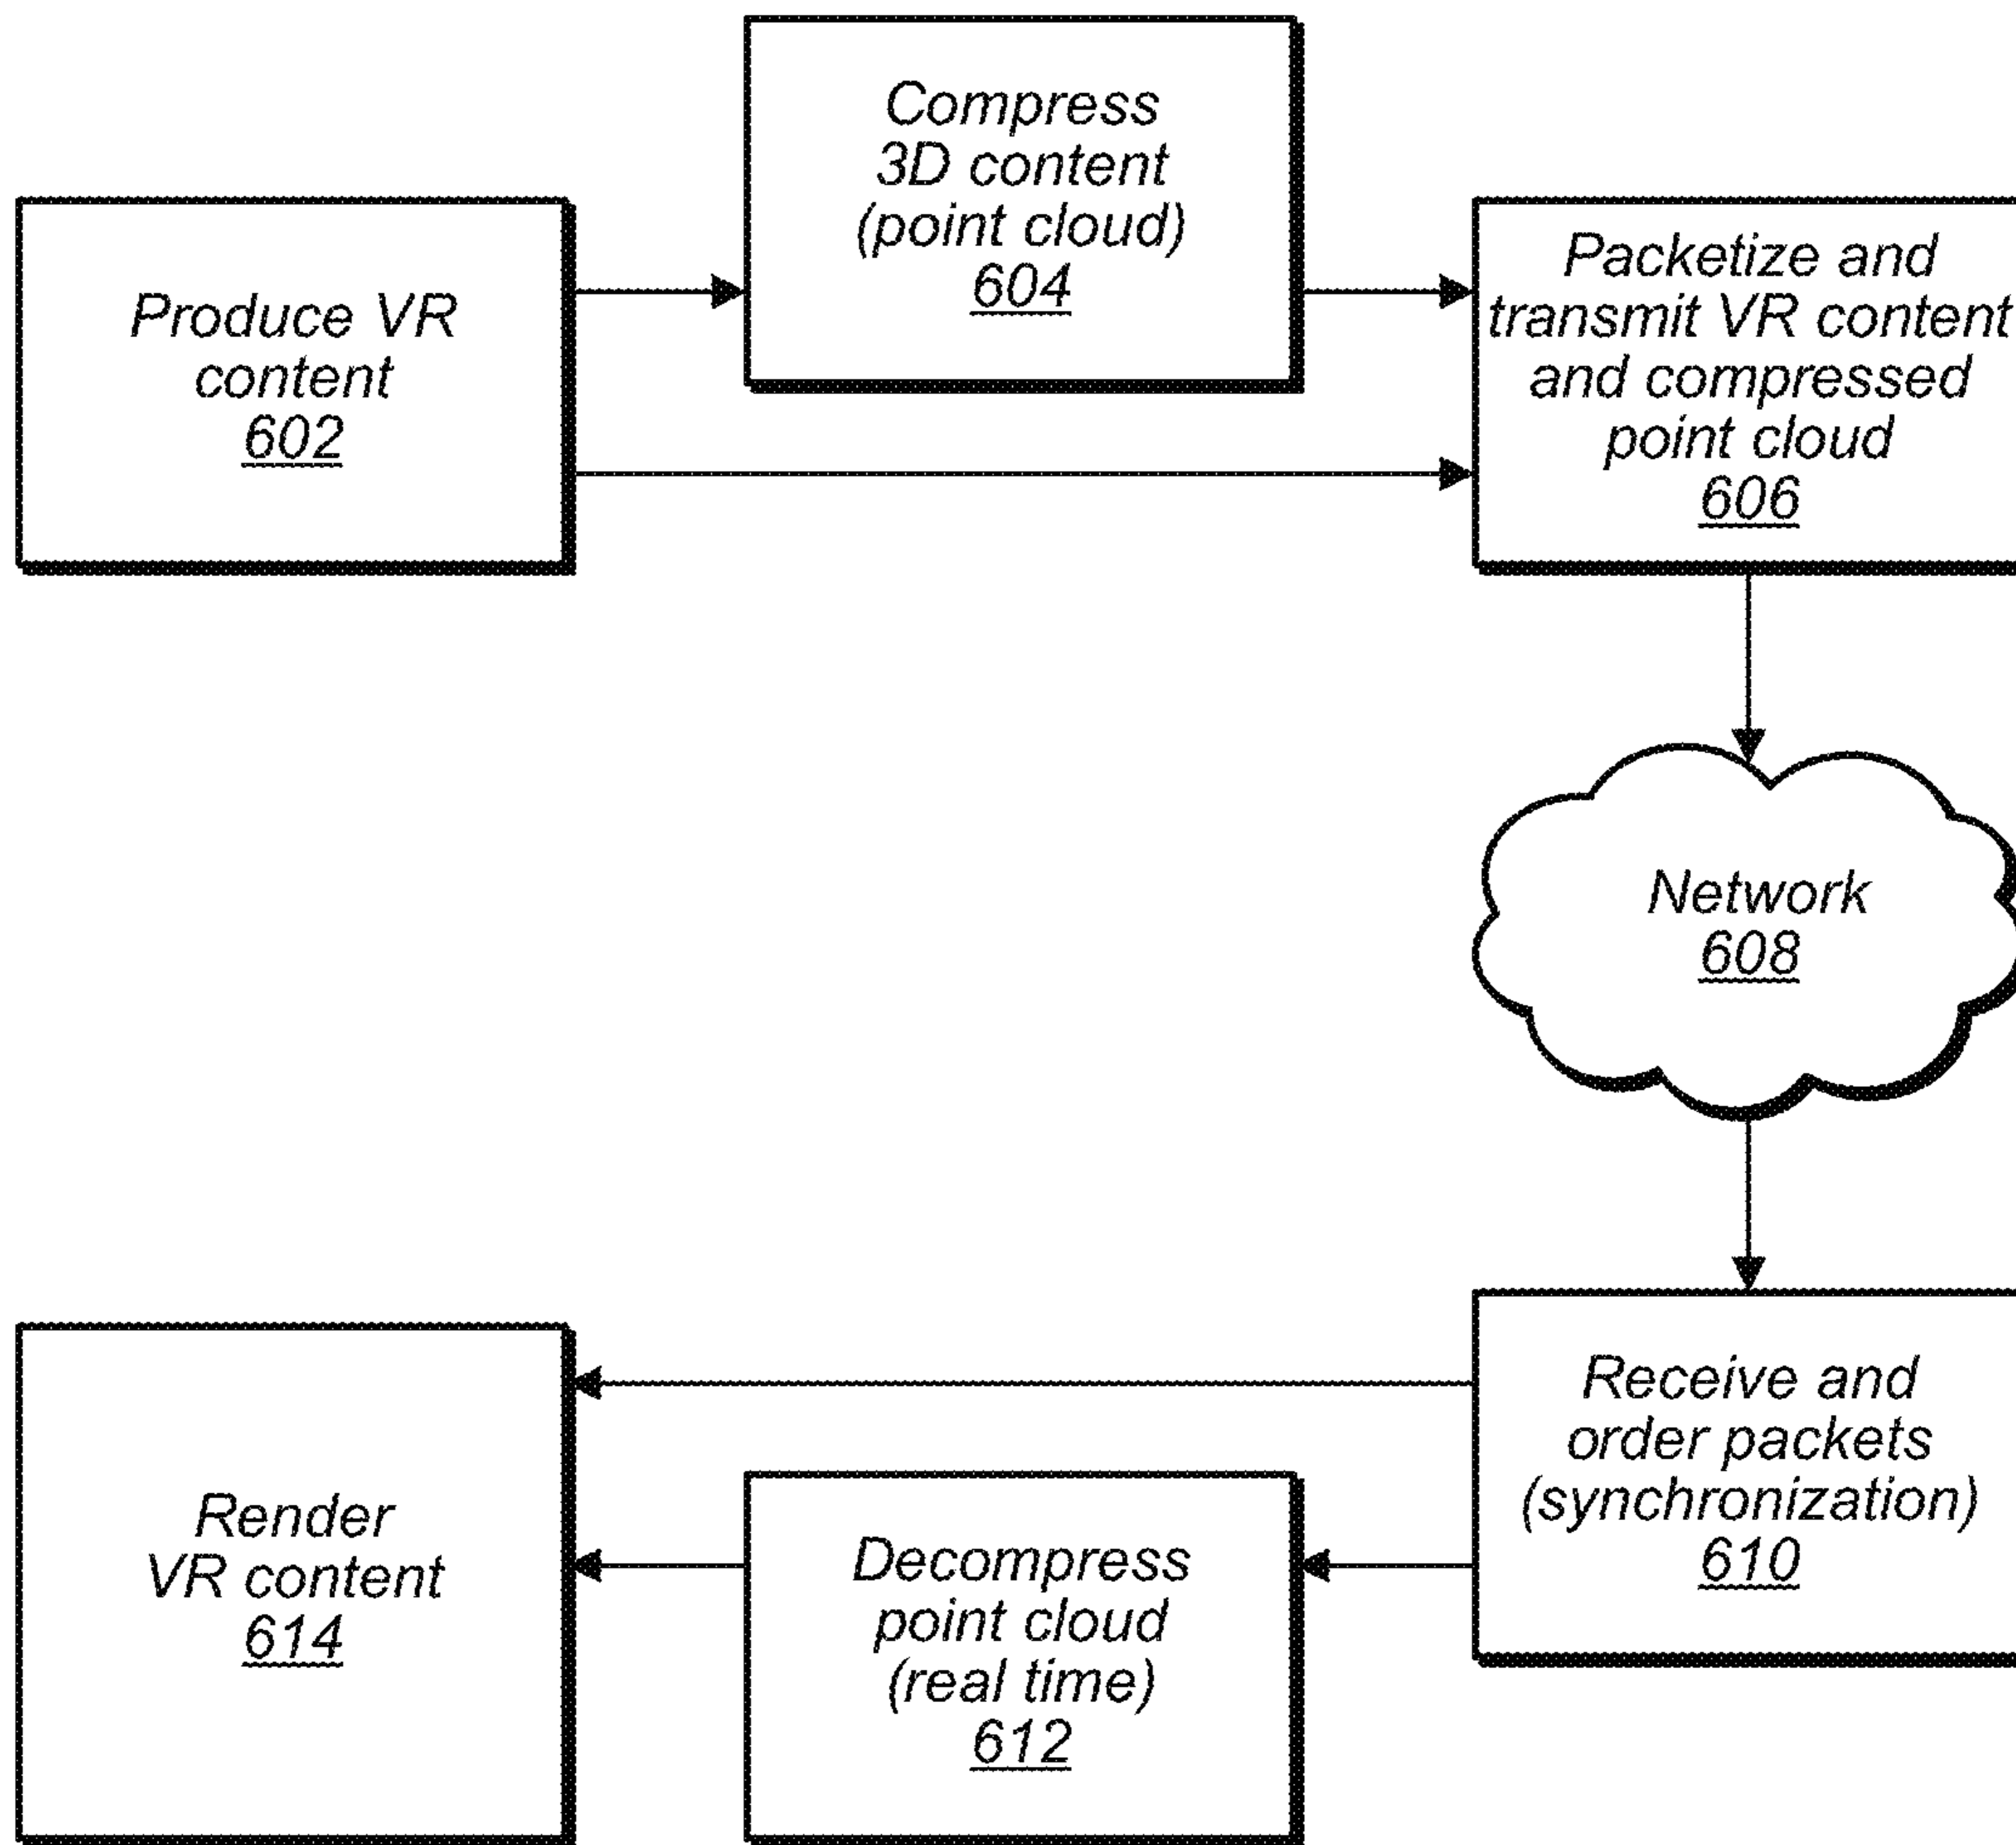 Compress
3D content
(point cloud)
604
Produce VR
content
602
Packetize and
transmit VR content
and compressed
point cloud
606
Network
608
Receive and
order packets
(synchronization)
610
Decompress
point cloud
(real time)
612
Render
VR content
614